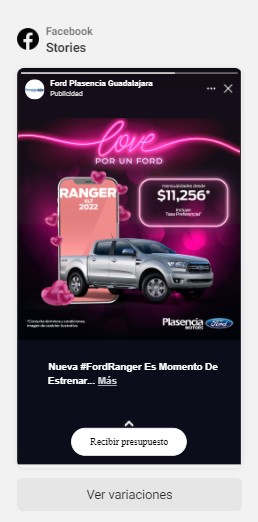 Facebook
Stories
Ford Plasencia Guadalajara
Publicidad
love
POR UN FORD
RANGER
XLT
2022
mensualidades desde
$11,256*
Incluye:
Tasa Preferencial*
*Consulta términos y condiciones.
Imagen de carácter ilustrativo.
Plasencia
MOTORS
Ford
Nueva #FordRanger Es Momento De
Estrenar... Más
Recibir presupuesto
Ver variaciones